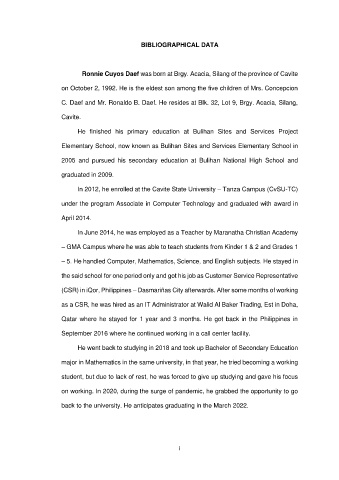 BIBLIOGRAPHICAL DATA
Ronnie Cuyos Daef was born at Brgy. Acacia, Silang of the province of Cavite
on October 2, 1992. He is the eldest son among the five children of Mrs. Concepcion
C. Daef and Mr. Ronaldo B. Daef. He resides at Blk. 32, Lot 9, Brgy. Acacia, Silang,
Cavite.
He finished his primary education at Bulihan Sites and Services Project
Elementary School, now known as Bulihan Sites and Services Elementary School in
2005 and pursued his secondary education at Bulihan National High School and
graduated in 2009.
In 2012, he enrolled at the Cavite State University – Tanza Campus (CvSU-TC)
under the program Associate in Computer Technology and graduated with award in
April 2014.
In June 2014, he was employed as a Teacher by Maranatha Christian Academy
– GMA Campus where he was able to teach students from Kinder 1 & 2 and Grades 1
– 5. He handled Computer, Mathematics, Science, and English subjects. He stayed in
the said school for one period only and got his job as Customer Service Representative
(CSR) in iQor, Philippines – Dasmariñas City afterwards. After some months of working
as a CSR, he was hired as an IT Administrator at Walid Al Baker Trading, Est in Doha,
Qatar where he stayed for 1 year and 3 months. He got back in the Philippines in
September 2016 where he continued working in a call center facility.
He went back to studying in 2018 and took up Bachelor of Secondary Education
major in Mathematics in the same university, in that year, he tried becoming a working
student, but due to lack of rest, he was forced to give up studying and gave his focus
on working. In 2020, during the surge of pandemic, he grabbed the opportunity to go
back to the university. He anticipates graduating in the March 2022.
i